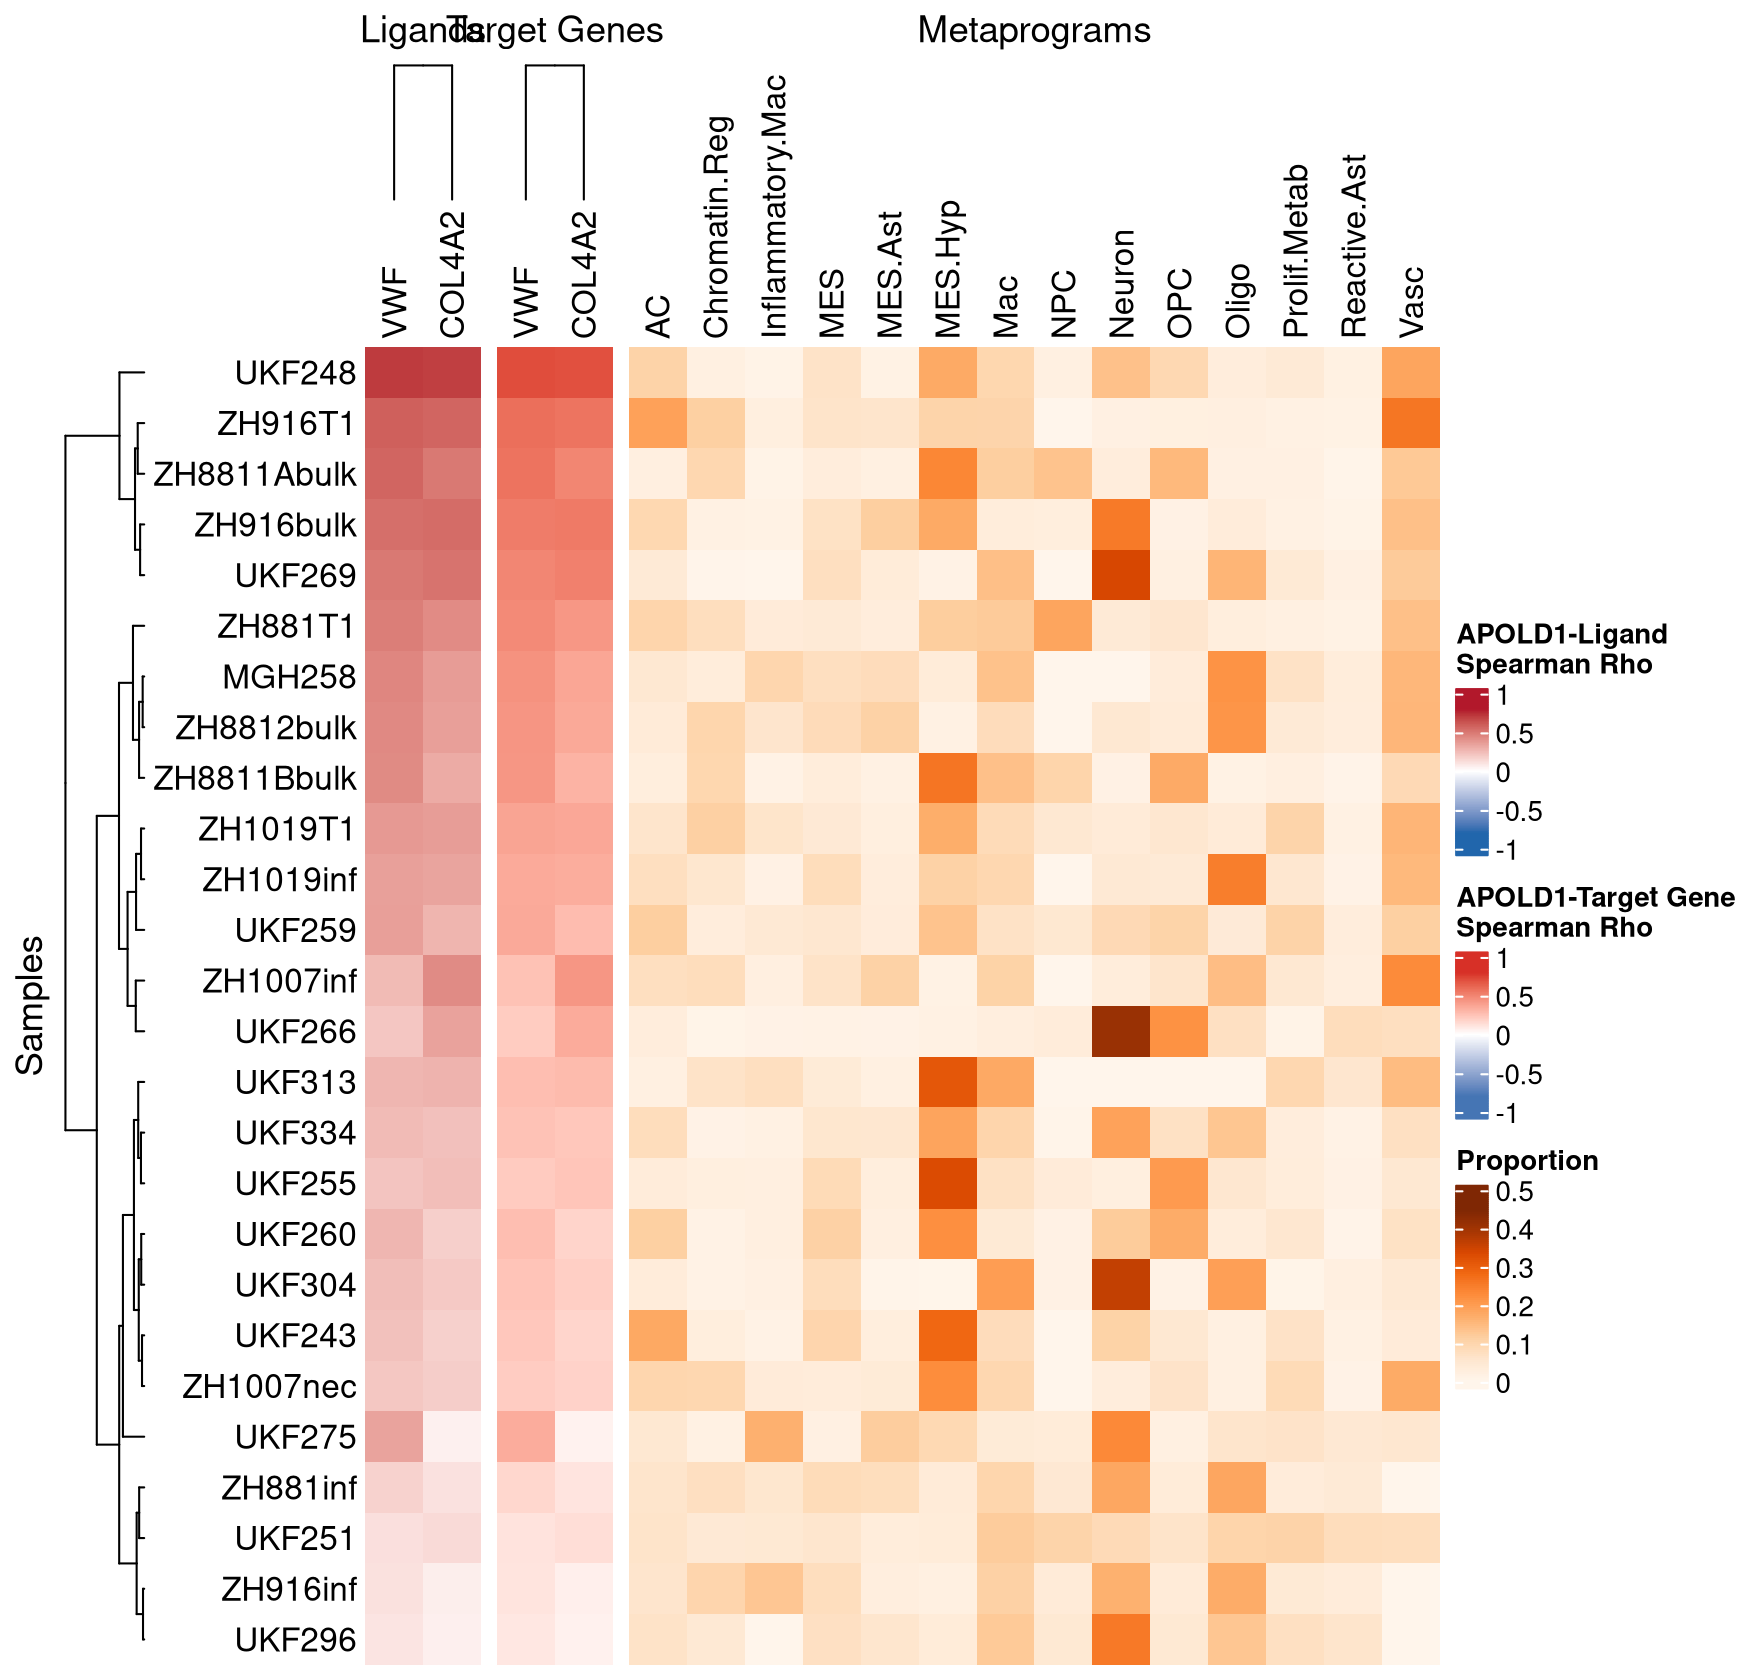 Ligands
Target Genes
Metaprograms
VWF
COL4A2
VWF
COL4A2
AC
Chromatin.Reg
Inflammatory.Mac
MES
MES.Ast
MES.Hyp
Mac
NPC
Neuron
OPC
Oligo
Prolif.Metab
Reactive.Ast
Vasc
Samples
UKF248
ZH916T1
ZH8811Abulk
ZH916bulk
UKF269
ZH881T1
MGH258
ZH8812bulk
ZH8811Bbulk
ZH1019T1
ZH1019inf
UKF259
ZH1007inf
UKF266
UKF313
UKF334
UKF255
UKF260
UKF304
UKF243
ZH1007nec
UKF275
ZH881inf
UKF251
ZH916inf
UKF296
APOLD1-Ligand
Spearman Rho
1
0.5
0
-0.5
-1
APOLD1-Target Gene
Spearman Rho
1
0.5
0
-0.5
-1
Proportion
0.5
0.4
0.3
0.2
0.1
0